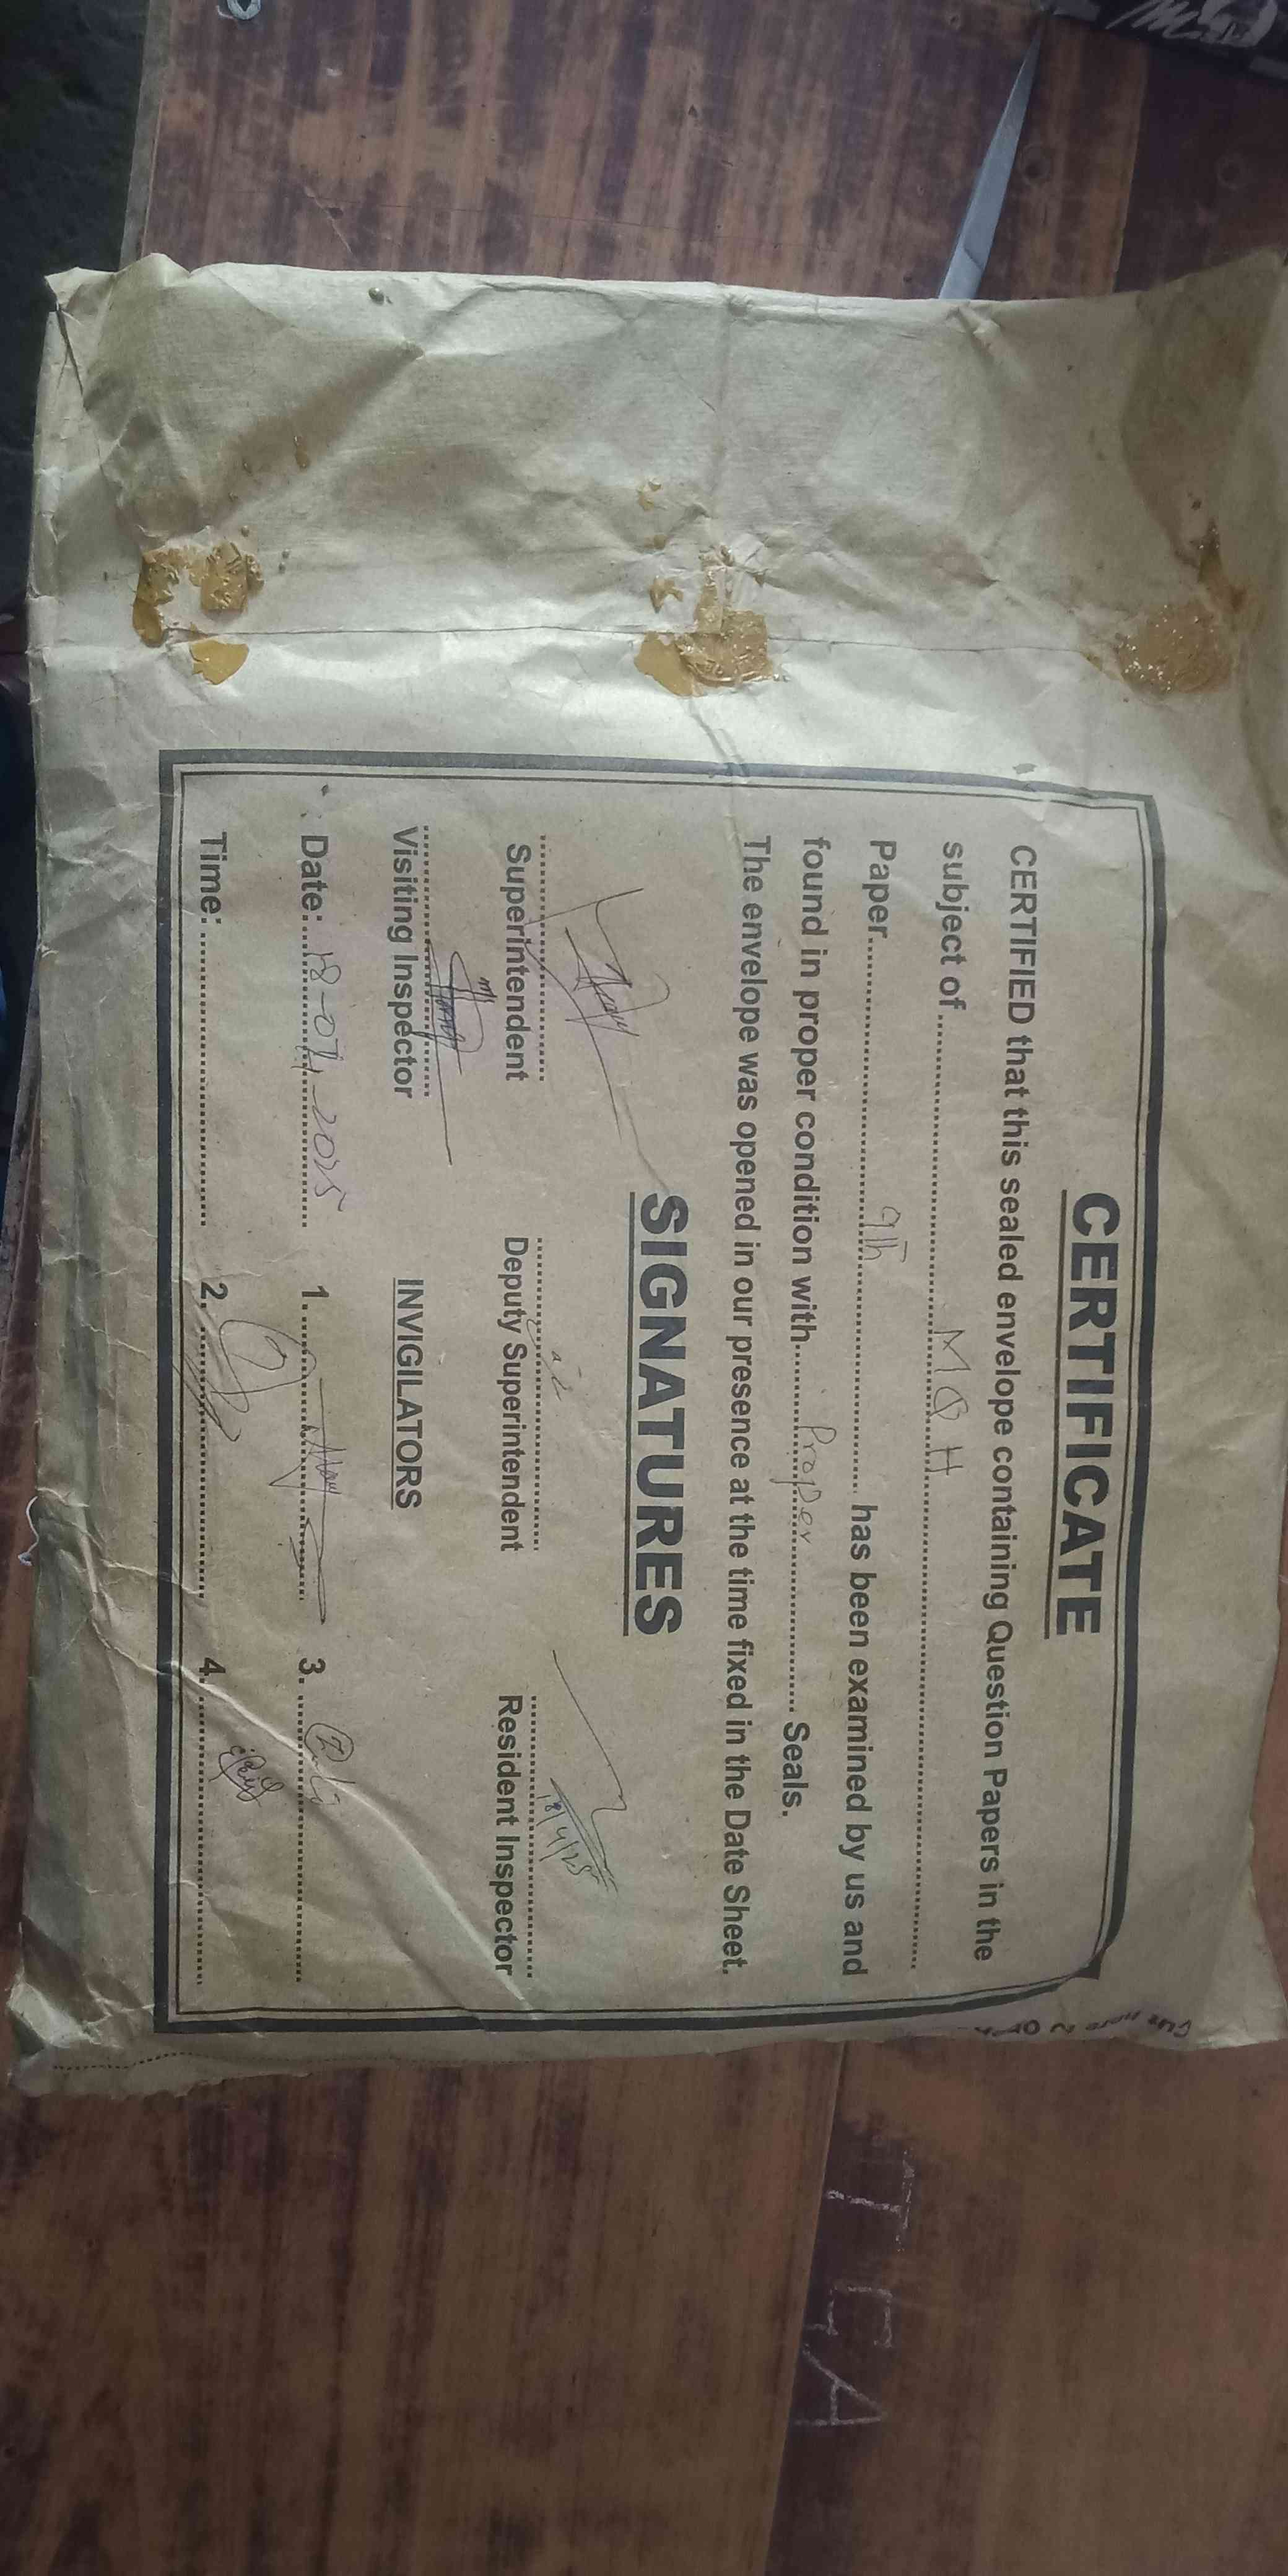 CERTIFICATE
CERTIFIED that this sealed envelope containing Question Papers in the
subject of.......... M Q H ..........
Paper.......... 9th .......... has been examined by us and
found in proper condition with.......... Proper .......... Seals.
The envelope was opened in our presence at the time fixed in the Date Sheet.
SIGNATURES
18/4/25
Superintendent Deputy Superintendent Resident Inspector
Visiting Inspector INVIGILATORS
Date: 18-04-2025 1. 3.
Time: 2. 4.